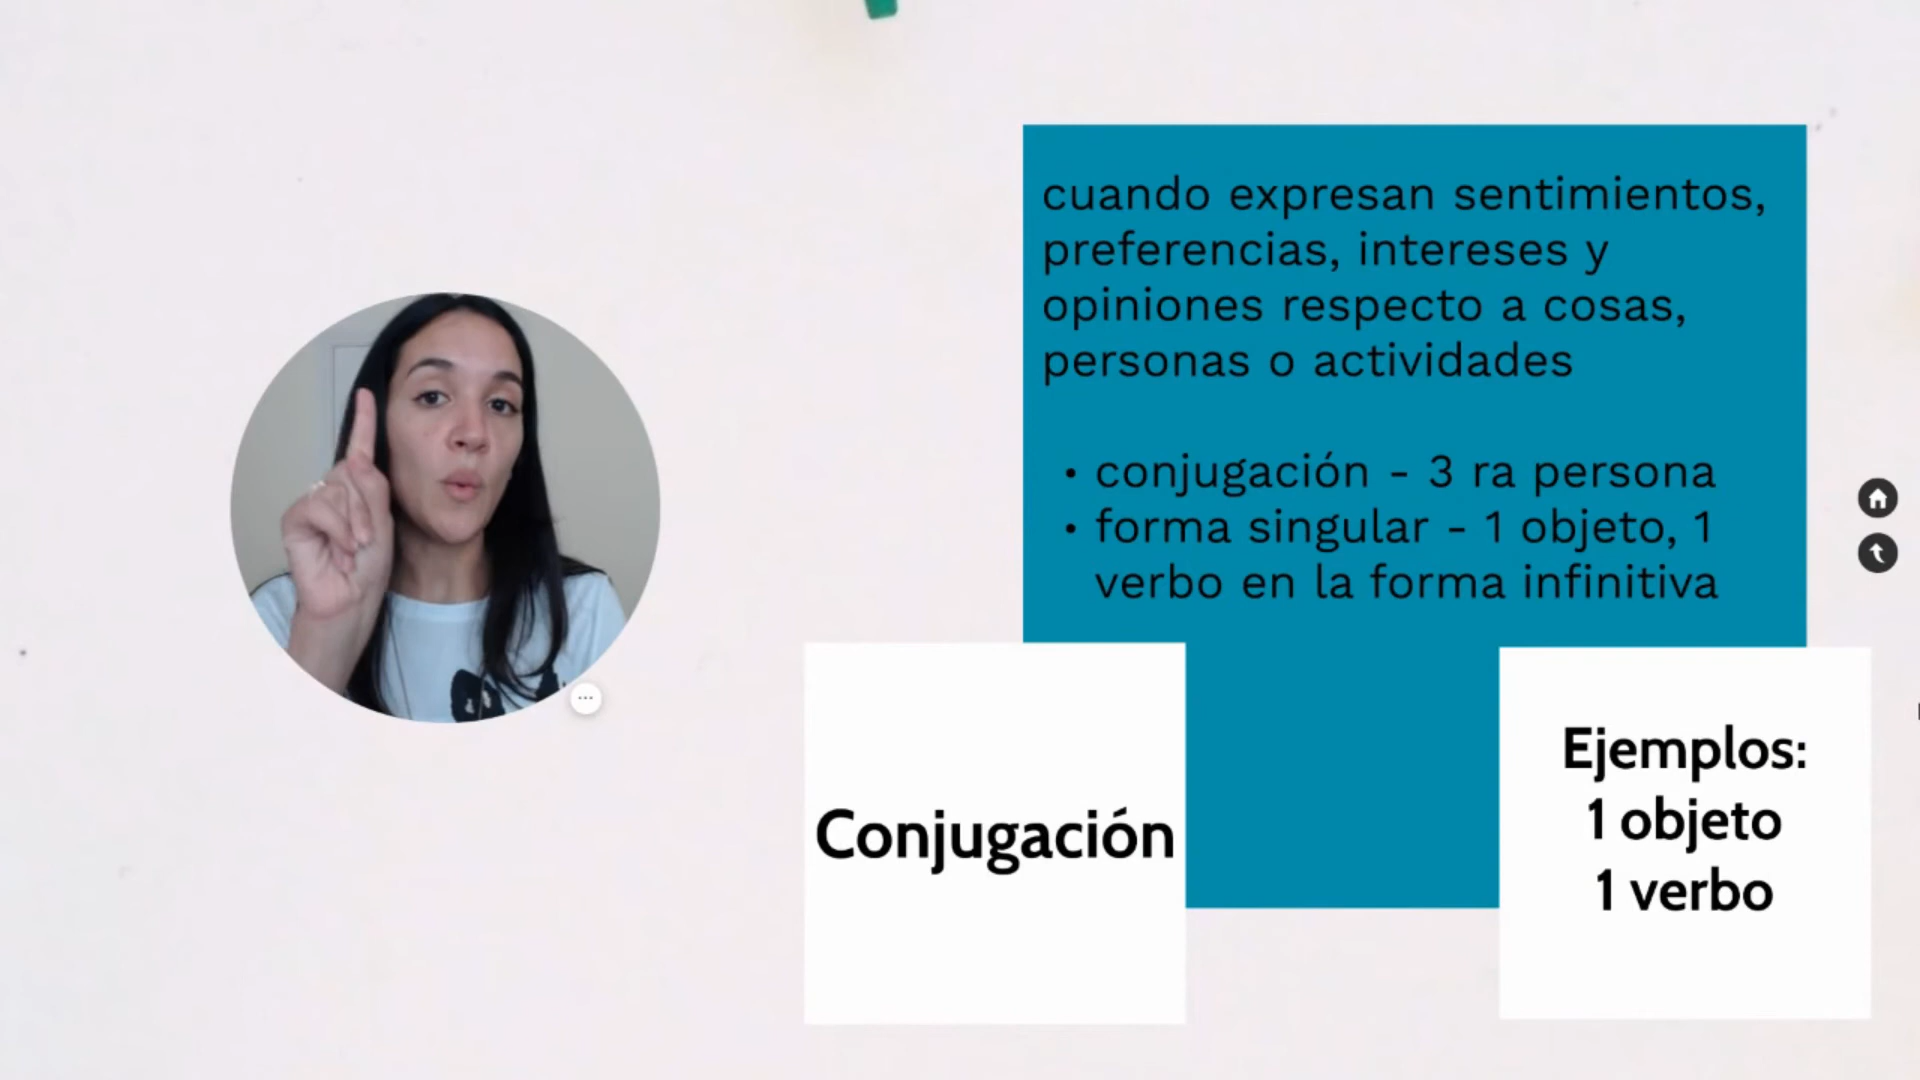 cuando expresan sentimientos,
preferencias, intereses y
opiniones respecto a cosas,
personas o actividades
• conjugación - 3 ra persona
• forma singular - 1 objeto, 1
verbo en la forma infinitiva
Conjugación
Ejemplos:
1 objeto
1 verbo